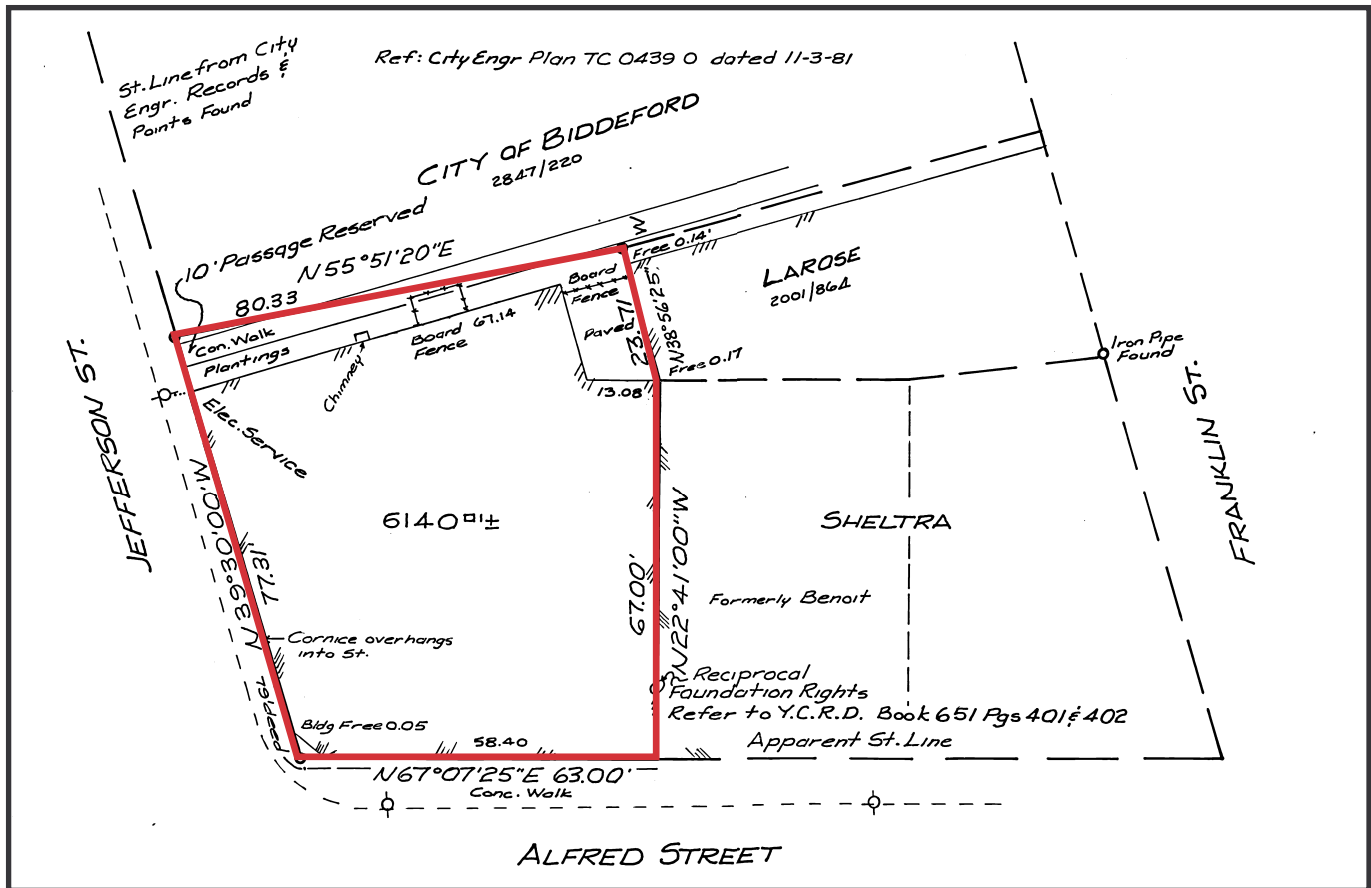 St. Line from City
Engr. Records &
Points Found
Ref: City Engr Plan TC 0439 0 dated 11-3-81
CITY OF BIDDEFORD
2847/220
10' Passage Reserved
N55°51'20"E
80.33
W
Free 0.14'
LAROSE
2001/864
Con. Walk
Plantings
Chimney
Board
Fence
67.14
Board
Fence
Paved
23.71
N38°56'25"
Free 0.17
13.08
Iron Pipe
Found
JEFFERSON ST.
FRANKLIN ST.
Elec. Service
N39°30'00"W
77.31'
6140 □'±
67.00'
N22°41'00"W
SHELTRA
Formerly Benoit
Cornice overhangs
into St.
Reciprocal
Foundation Rights
Refer to Y.C.R.D. Book 651 Pgs 401 & 402
Bldg Free 0.05
58.40
Apparent St. Line
N67°07'25"E 63.00'
Conc. Walk
ALFRED STREET